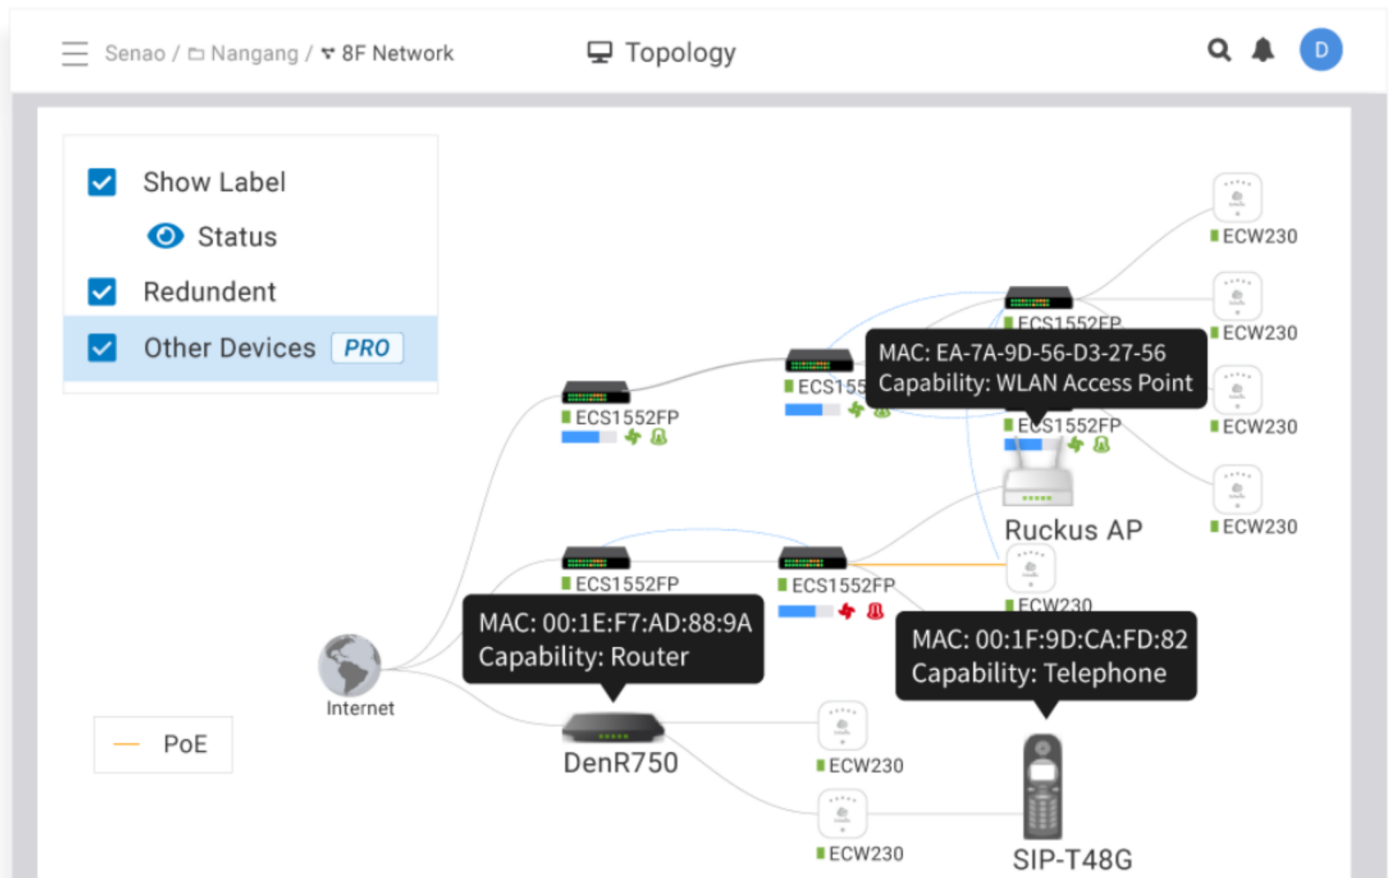 Senao / Nangang / 8F Network
Topology
D
Show Label
Status
Redundent
Other Devices PRO
ECW230
ECS1552FP
ECW230
MAC: EA-7A-9D-56-D3-27-56
Capability: WLAN Access Point
ECS155
ECS1552FP
ECS1552FP
ECW230
ECW230
Ruckus AP
ECS1552FP
ECS1552FP
ECW230
MAC: 00:1E:F7:AD:88:9A
Capability: Router
MAC: 00:1F:9D:CA:FD:82
Capability: Telephone
Internet
PoE
DenR750
ECW230
ECW230
SIP-T48G